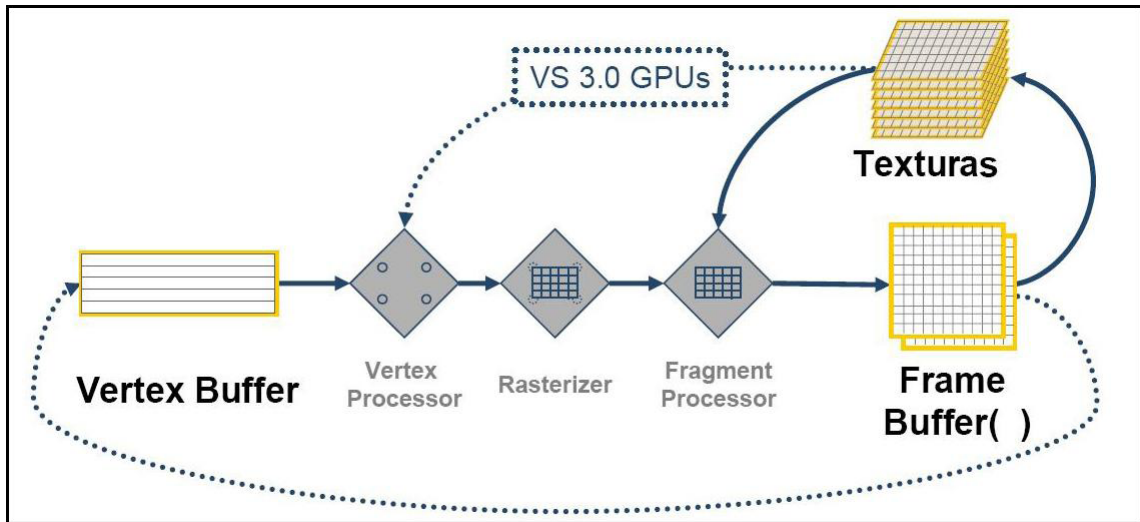 VS 3.0 GPUs
Texturas
Vertex Buffer
Vertex
Processor
Rasterizer
Fragment
Processor
Frame
Buffer( )